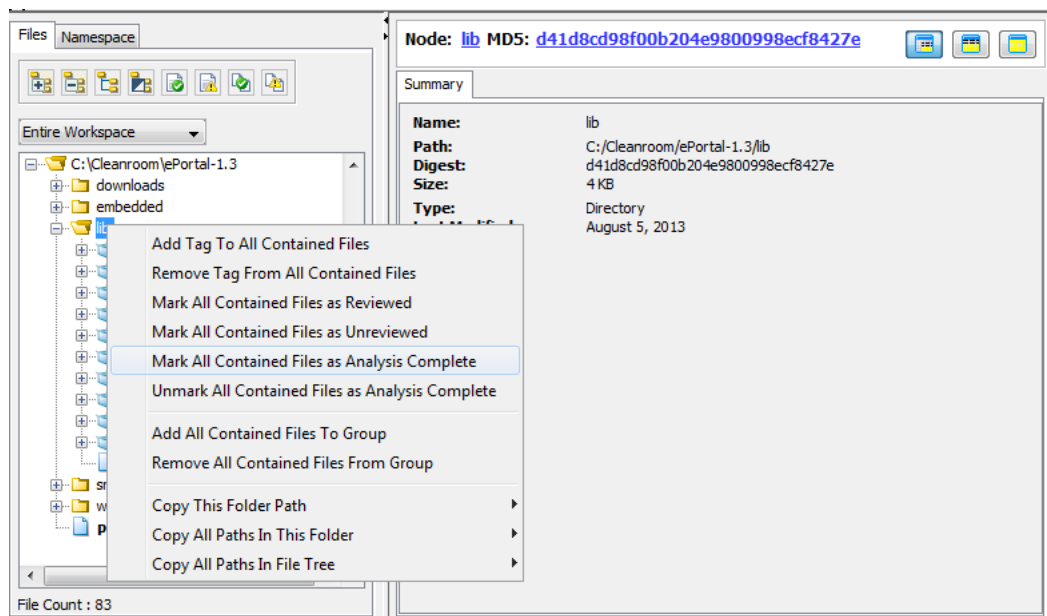 Files Namespace
Entire Workspace
C:\Cleanroom\ePortal-1.3
downloads
embedded
lib
Add Tag To All Contained Files
Remove Tag From All Contained Files
Mark All Contained Files as Reviewed
Mark All Contained Files as Unreviewed
Mark All Contained Files as Analysis Complete
Unmark All Contained Files as Analysis Complete
Add All Contained Files To Group
Remove All Contained Files From Group
Copy This Folder Path
Copy All Paths In This Folder
Copy All Paths In File Tree
File Count : 83
Node: lib MD5: d41d8cd98f00b204e9800998ecf8427e
Summary
Name: lib
Path: C:/Cleanroom/ePortal-1.3/lib
Digest: d41d8cd98f00b204e9800998ecf8427e
Size: 4 KB
Type: Directory
August 5, 2013